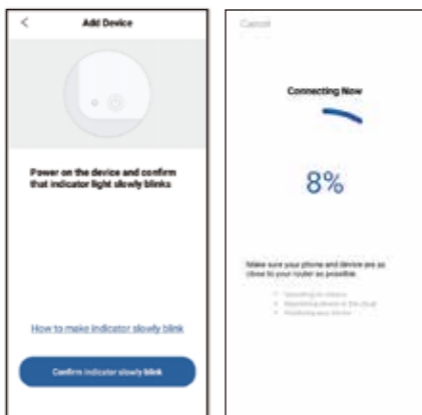 Add Device
Power on the device and confirm
that indicator light slowly blinks
How to make indicator slowly blink
Confirm indicator slowly blink
Cancel
Connecting Now
8%
Make sure your phone and device are as
close to your router as possible